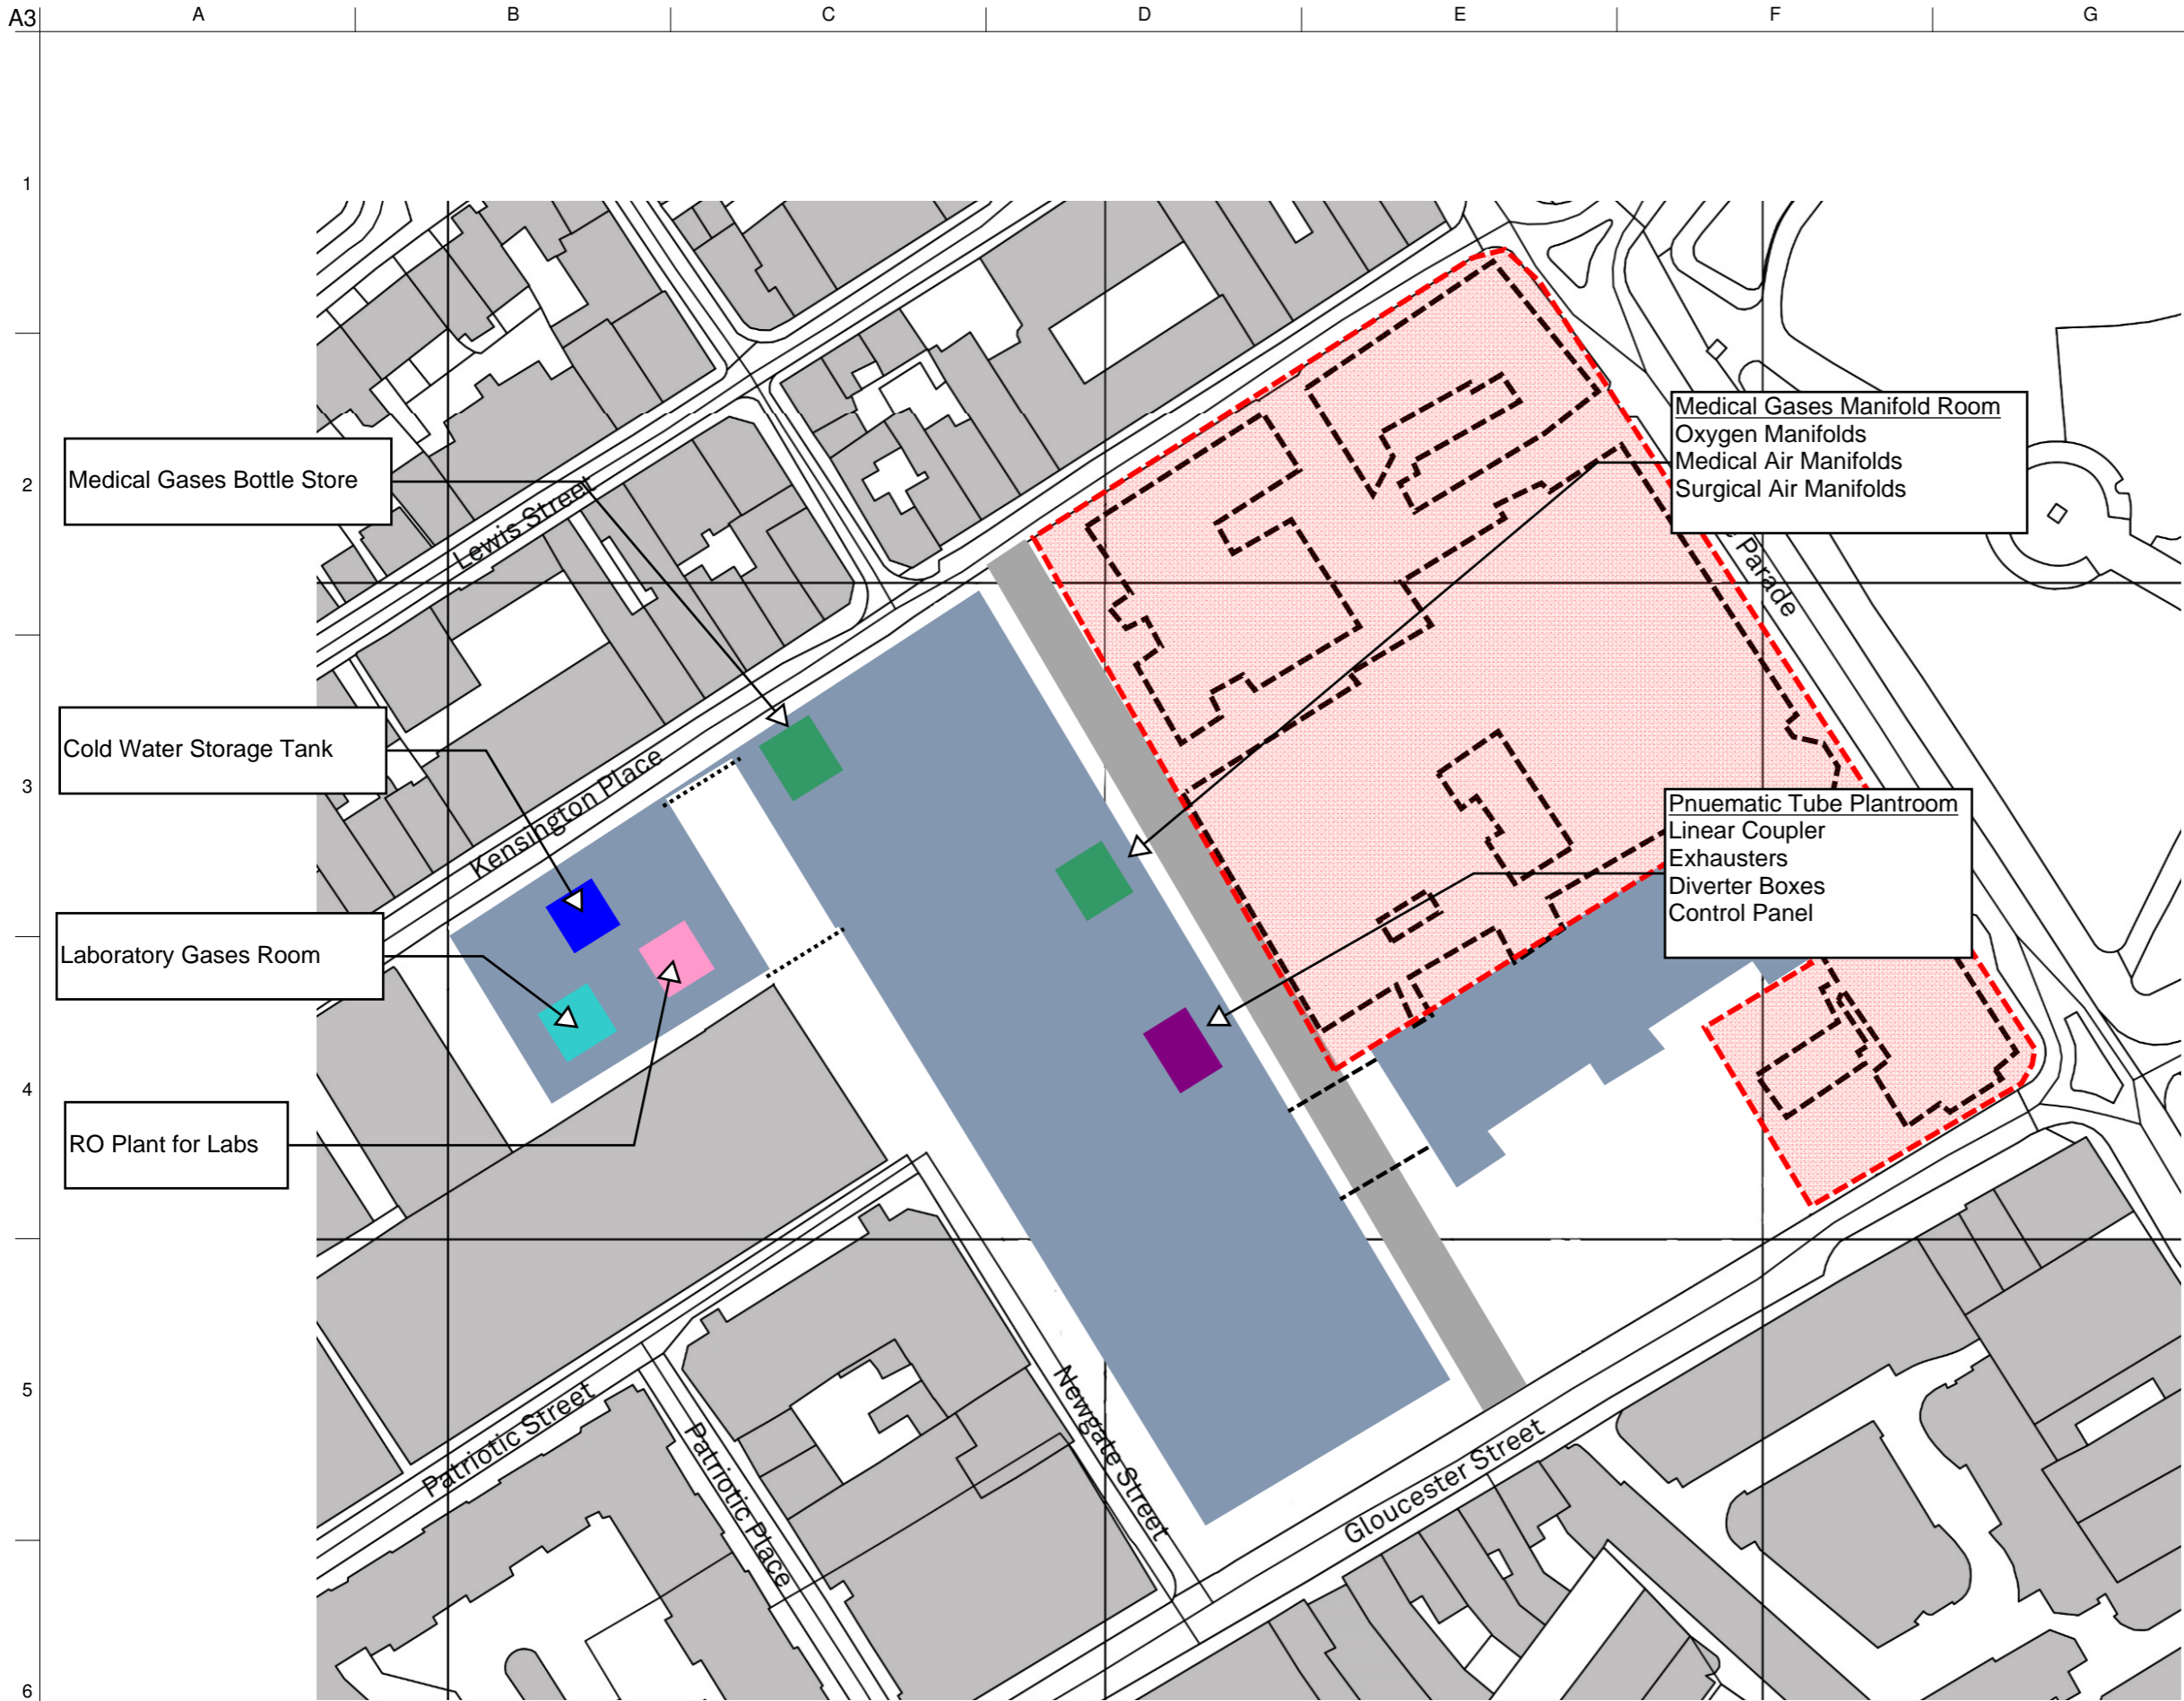 A3
A
B
C
D
E
F
G
1
2
3
4
5
6
Medical Gases Manifold Room
Oxygen Manifolds
Medical Air Manifolds
Surgical Air Manifolds
Medical Gases Bottle Store
Lewis Street
Parade
Cold Water Storage Tank
Kensington Place
Pnuematic Tube Plantroom
Linear Coupler
Exhausters
Diverter Boxes
Control Panel
Laboratory Gases Room
RO Plant for Labs
Patriotic Street
Patriotic Place
Newgate Street
Gloucester Street